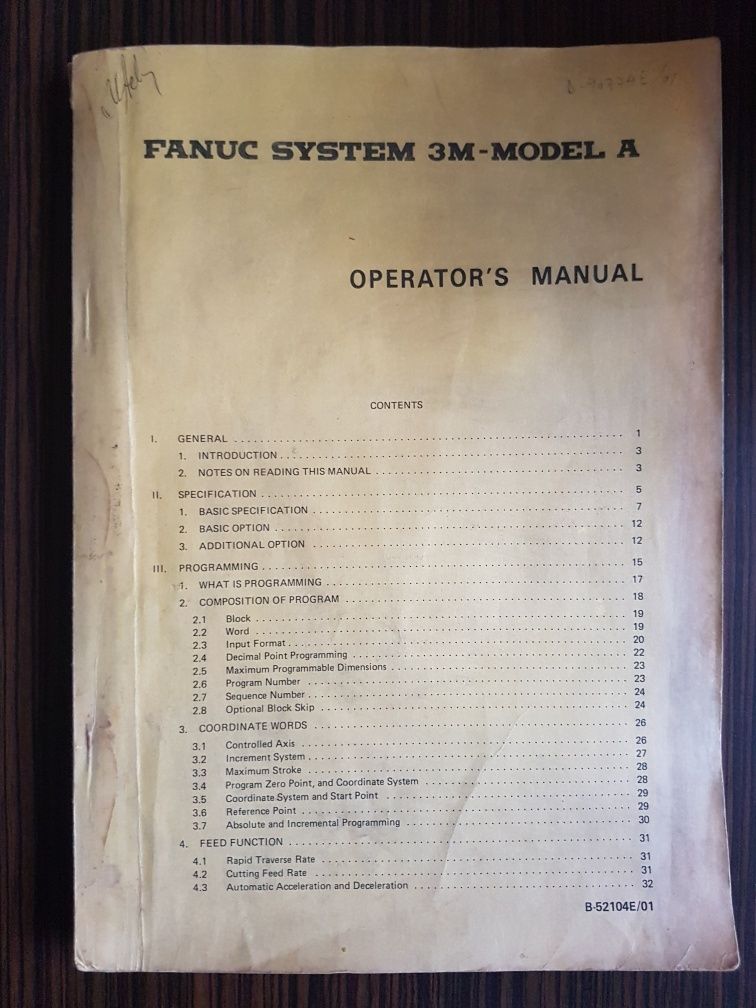 FANUC SYSTEM 3M-MODEL A
OPERATOR'S MANUAL
CONTENTS
I. GENERAL 1
1. INTRODUCTION 3
2. NOTES ON READING THIS MANUAL 3
II. SPECIFICATION 5
1. BASIC SPECIFICATION 7
2. BASIC OPTION 12
3. ADDITIONAL OPTION 12
III. PROGRAMMING 15
1. WHAT IS PROGRAMMING 17
2. COMPOSITION OF PROGRAM 18
2.1 Block 19
2.2 Word 19
2.3 Input Format 20
2.4 Decimal Point Programming 22
2.5 Maximum Programmable Dimensions 23
2.6 Program Number 23
2.7 Sequence Number 24
2.8 Optional Block Skip 24
3. COORDINATE WORDS 26
3.1 Controlled Axis 26
3.2 Increment System 27
3.3 Maximum Stroke 28
3.4 Program Zero Point, and Coordinate System 28
3.5 Coordinate System and Start Point 29
3.6 Reference Point 29
3.7 Absolute and Incremental Programming 30
4. FEED FUNCTION 31
4.1 Rapid Traverse Rate 31
4.2 Cutting Feed Rate 31
4.3 Automatic Acceleration and Deceleration 32
B-52104E/01